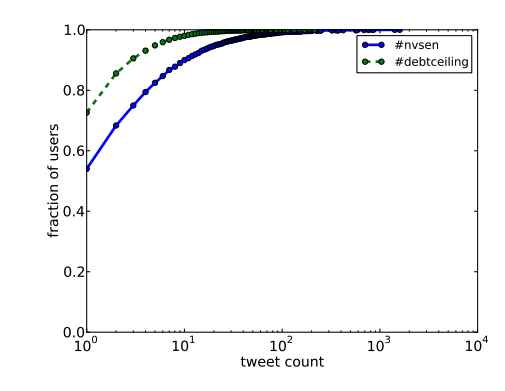 1.0
0.8
0.6
0.4
0.2
0.0
fraction of users
#nvsen
#debtceiling
10^0 10^1 10^2 10^3 10^4
tweet count